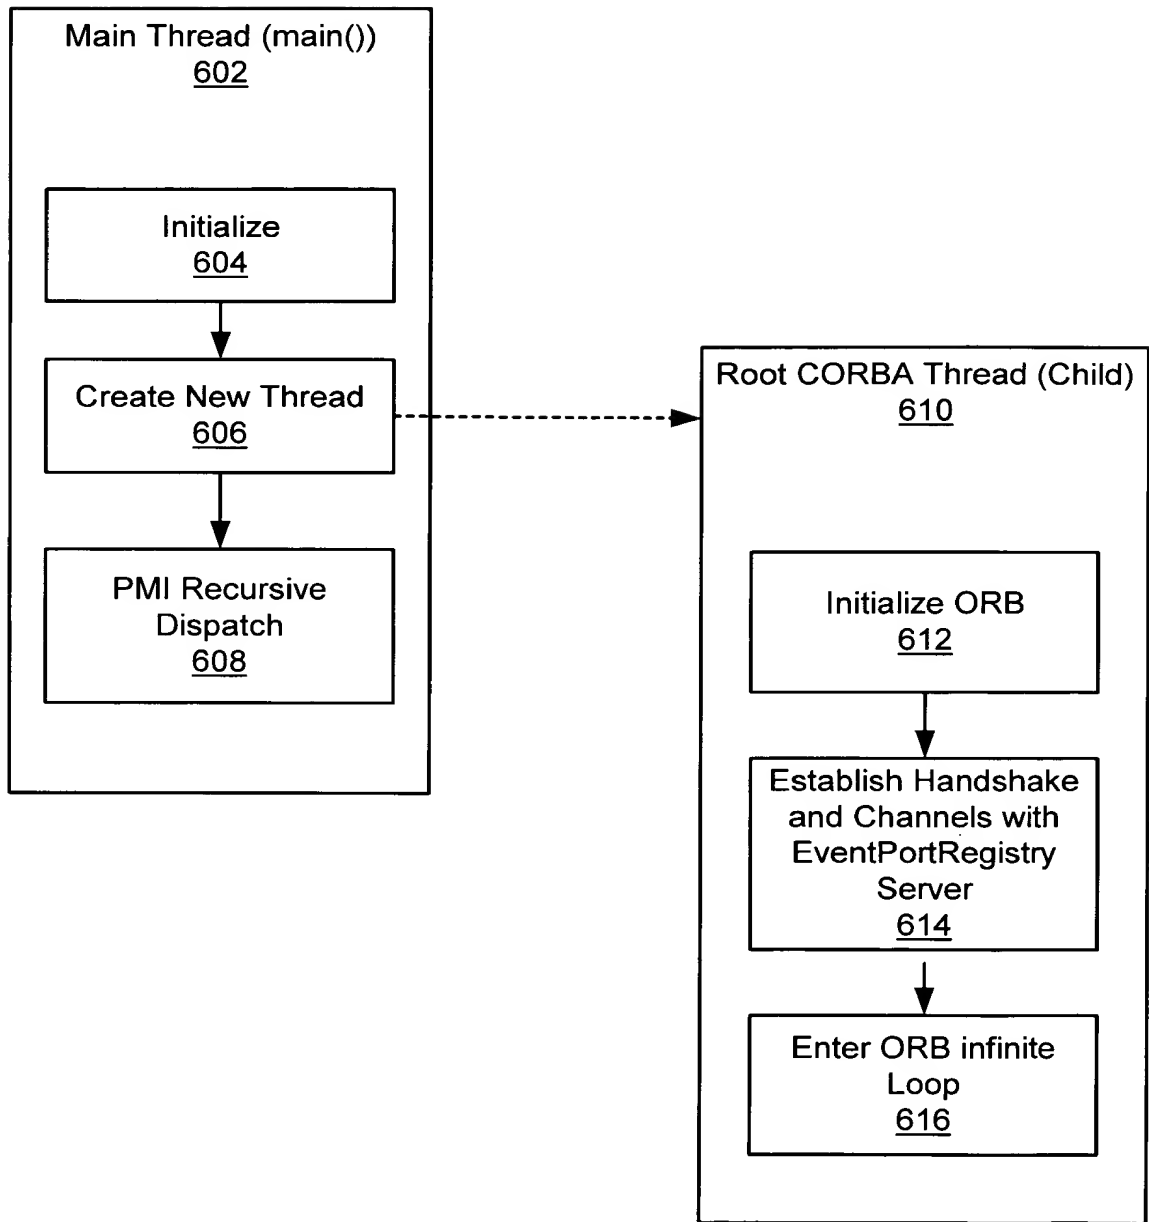 Main Thread (main())
602
Initialize
604
Create New Thread
606
PMI Recursive
Dispatch
608
Root CORBA Thread (Child)
610
Initialize ORB
612
Establish Handshake
and Channels with
EventPortRegistry
Server
614
Enter ORB infinite
Loop
616